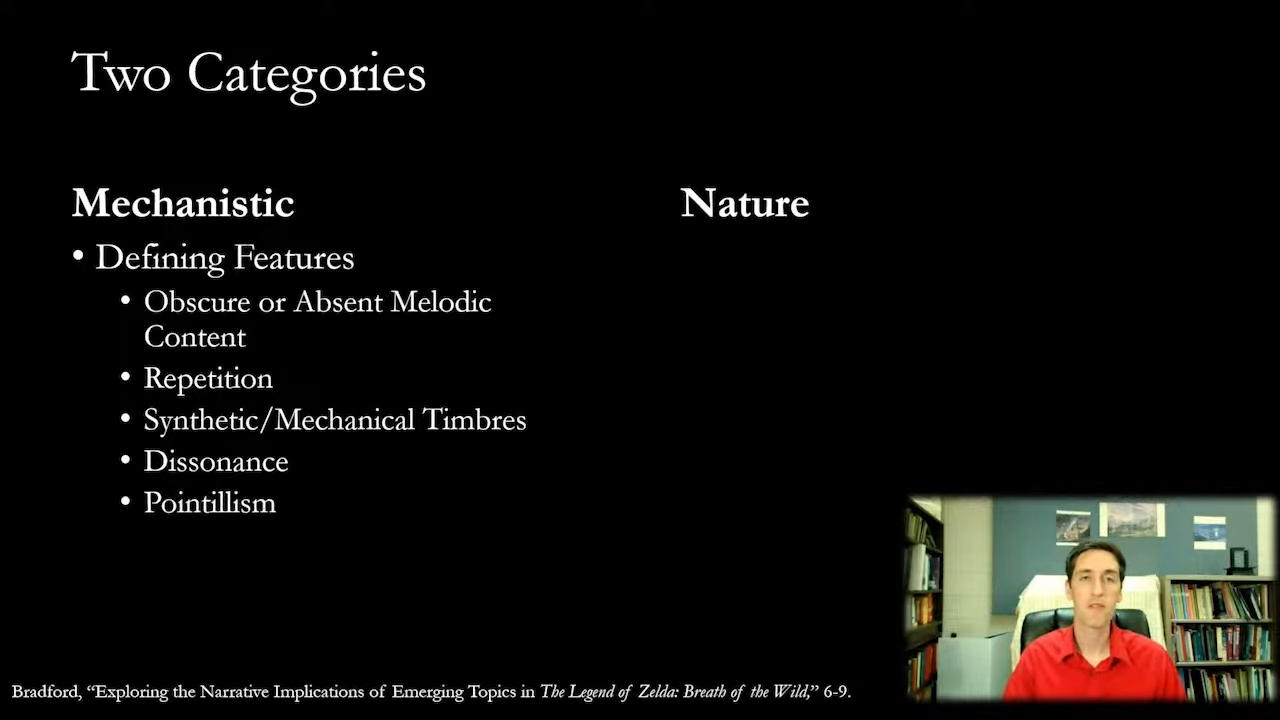 Two Categories
Mechanistic
• Defining Features
• Obscure or Absent Melodic
Content
• Repetition
• Synthetic/Mechanical Timbres
• Dissonance
• Pointillism
Nature
Bradford, “Exploring the Narrative Implications of Emerging Topics in The Legend of Zelda: Breath of the Wild,” 6-9.